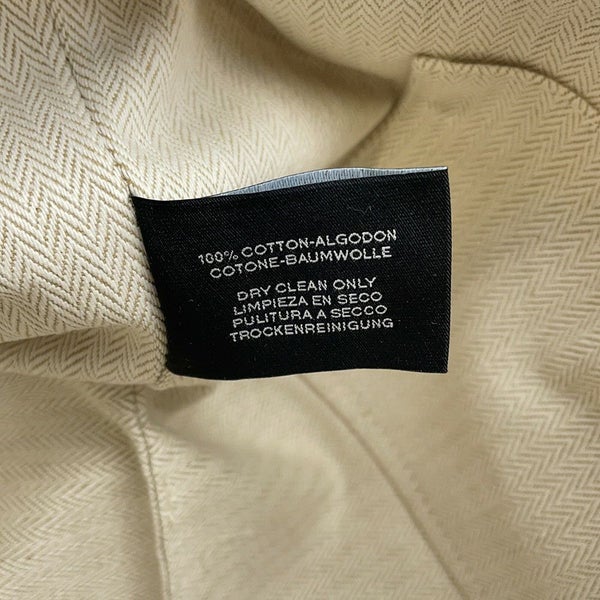 100% COTTON-ALGODON
COTONE-BAUMWOLLE
DRY CLEAN ONLY
LIMPIEZA EN SECO
PULITURA A SECCO
TROCKENREINIGUNG